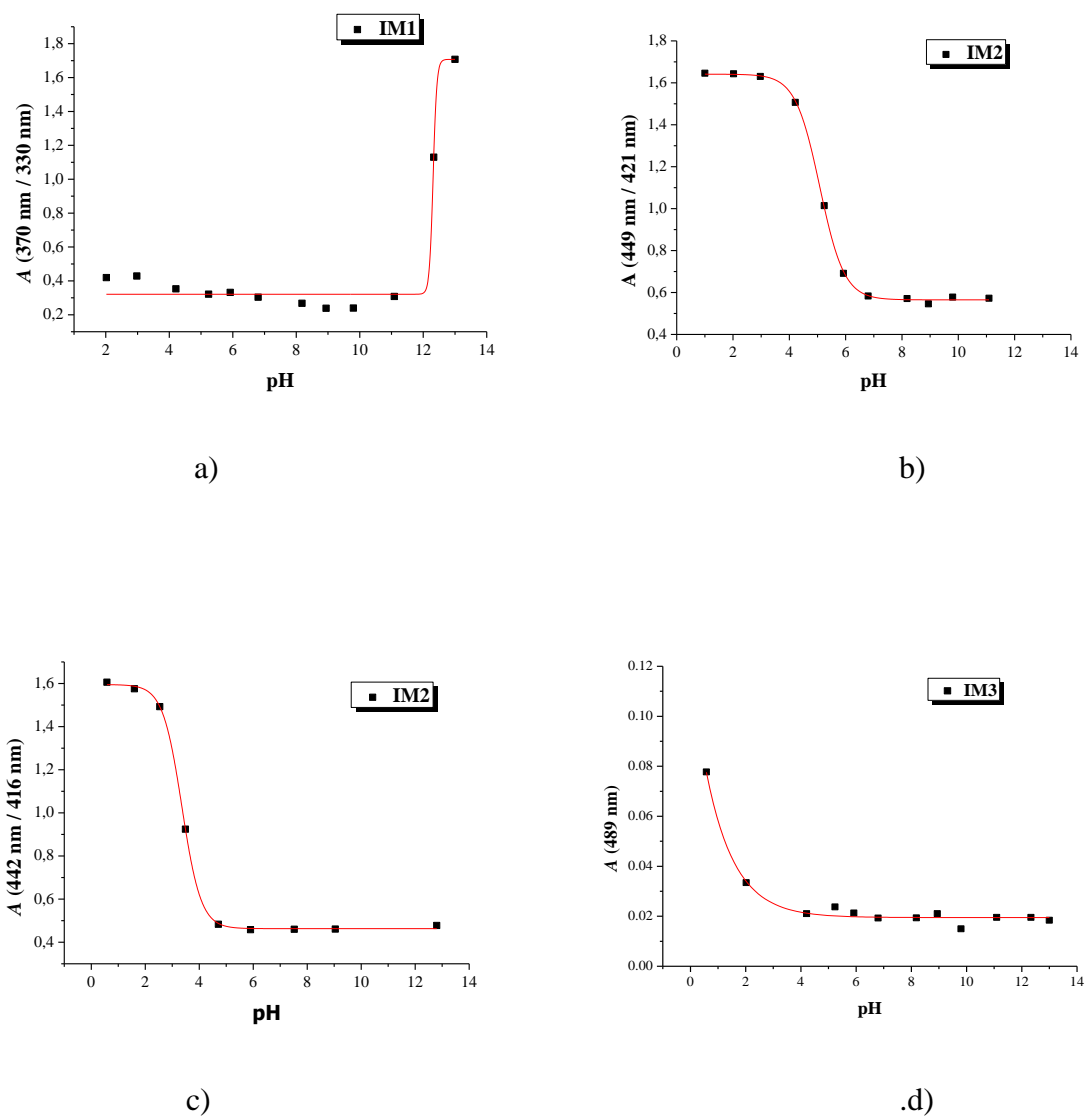 IM1
A (370 nm / 330 nm)
1,8
1,6
1,4
1,2
1,0
0,8
0,6
0,4
0,2
2 4 6 8 10 12 14
pH
a)
IM2
A (449 nm / 421 nm)
1,8
1,6
1,4
1,2
1,0
0,8
0,6
0,4
0 2 4 6 8 10 12 14
pH
b)
IM2
A (442 nm / 416 nm)
1,6
1,4
1,2
1,0
0,8
0,6
0,4
0 2 4 6 8 10 12 14
pH
c)
IM3
A (489 nm)
0.12
0.10
0.08
0.06
0.04
0.02
0.00
0 2 4 6 8 10 12 14
pH
.d)